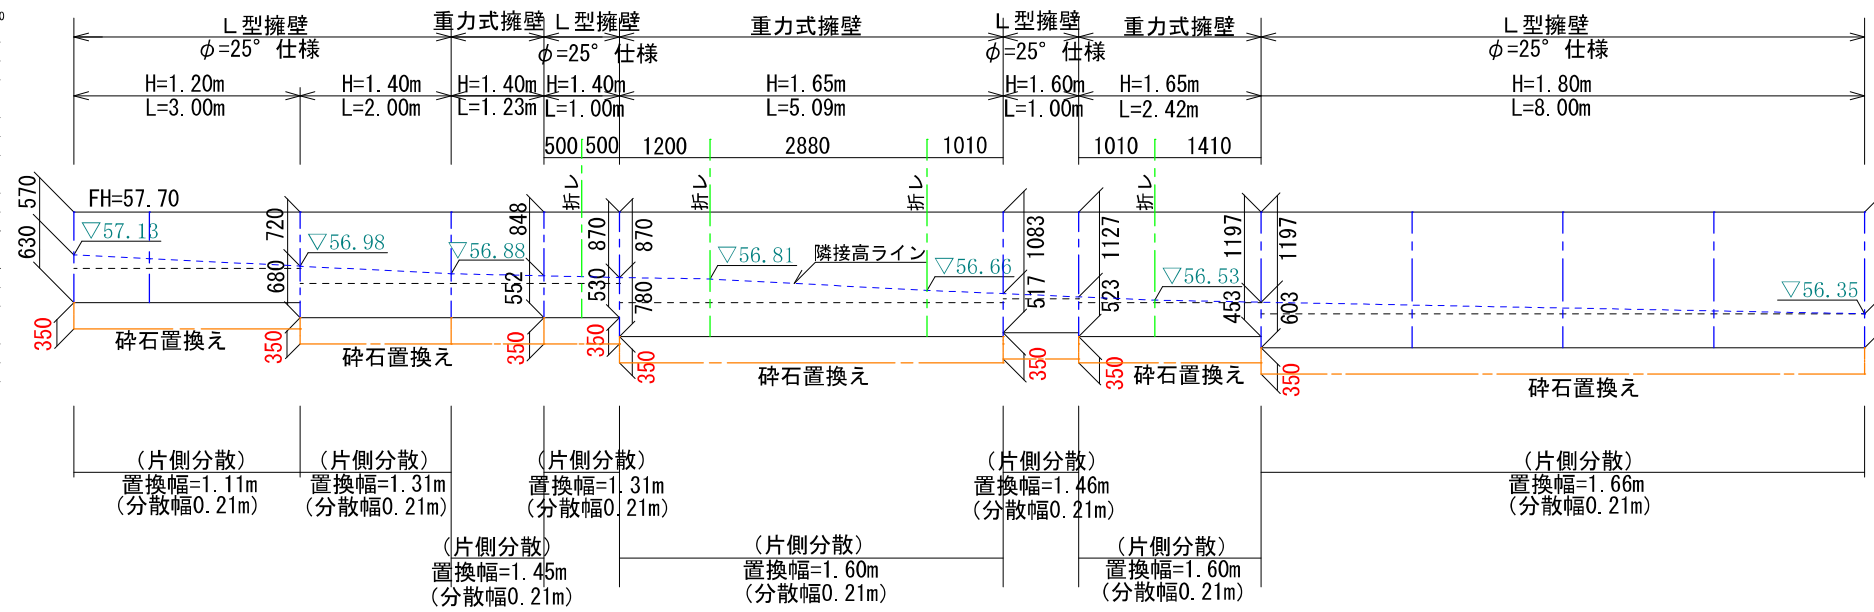 L型擁壁
φ=25° 仕様
重力式擁壁
L型擁壁
φ=25° 仕様
重力式擁壁
L型擁壁
φ=25° 仕様
重力式擁壁
L型擁壁
φ=25° 仕様
H=1.20m
L=3.00m
H=1.40m
L=2.00m
H=1.40m
L=1.23m
H=1.40m
L=1.00m
H=1.65m
L=5.09m
H=1.60m
L=1.00m
H=1.65m
L=2.42m
H=1.80m
L=8.00m
500
500
1200
2880
1010
1010
1410
折レ
折レ
折レ
折レ
FH=57.70
570
630
720
680
848
552
870
530
870
780
1083
517
1127
523
1197
453
1197
603
▽57.13
▽56.98
▽56.88
▽56.81
隣接高ライン
▽56.66
▽56.53
▽56.35
350
350
350
350
350
350
350
350
砕石置換え
砕石置換え
砕石置換え
砕石置換え
砕石置換え
(片側分散)
置換幅=1.11m
(分散幅0.21m)
(片側分散)
置換幅=1.31m
(分散幅0.21m)
(片側分散)
置換幅=1.45m
(分散幅0.21m)
(片側分散)
置換幅=1.31m
(分散幅0.21m)
(片側分散)
置換幅=1.60m
(分散幅0.21m)
(片側分散)
置換幅=1.46m
(分散幅0.21m)
(片側分散)
置換幅=1.60m
(分散幅0.21m)
(片側分散)
置換幅=1.66m
(分散幅0.21m)